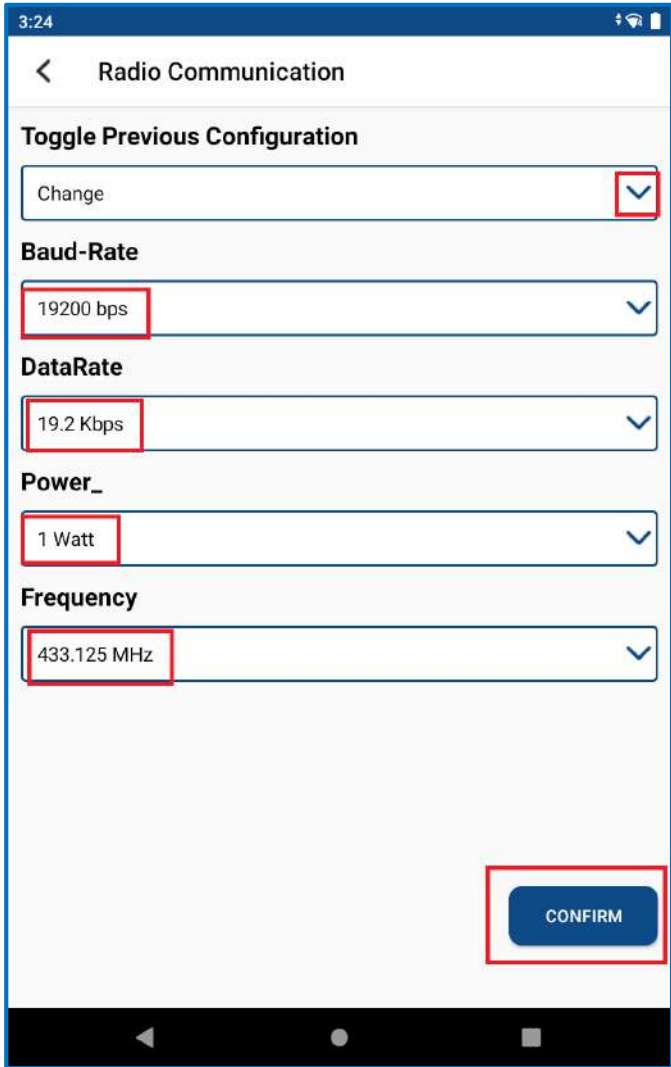 3:24
Radio Communication
Toggle Previous Configuration
Change
Baud-Rate
19200 bps
DataRate
19.2 Kbps
Power_
1 Watt
Frequency
433.125 MHz
CONFIRM